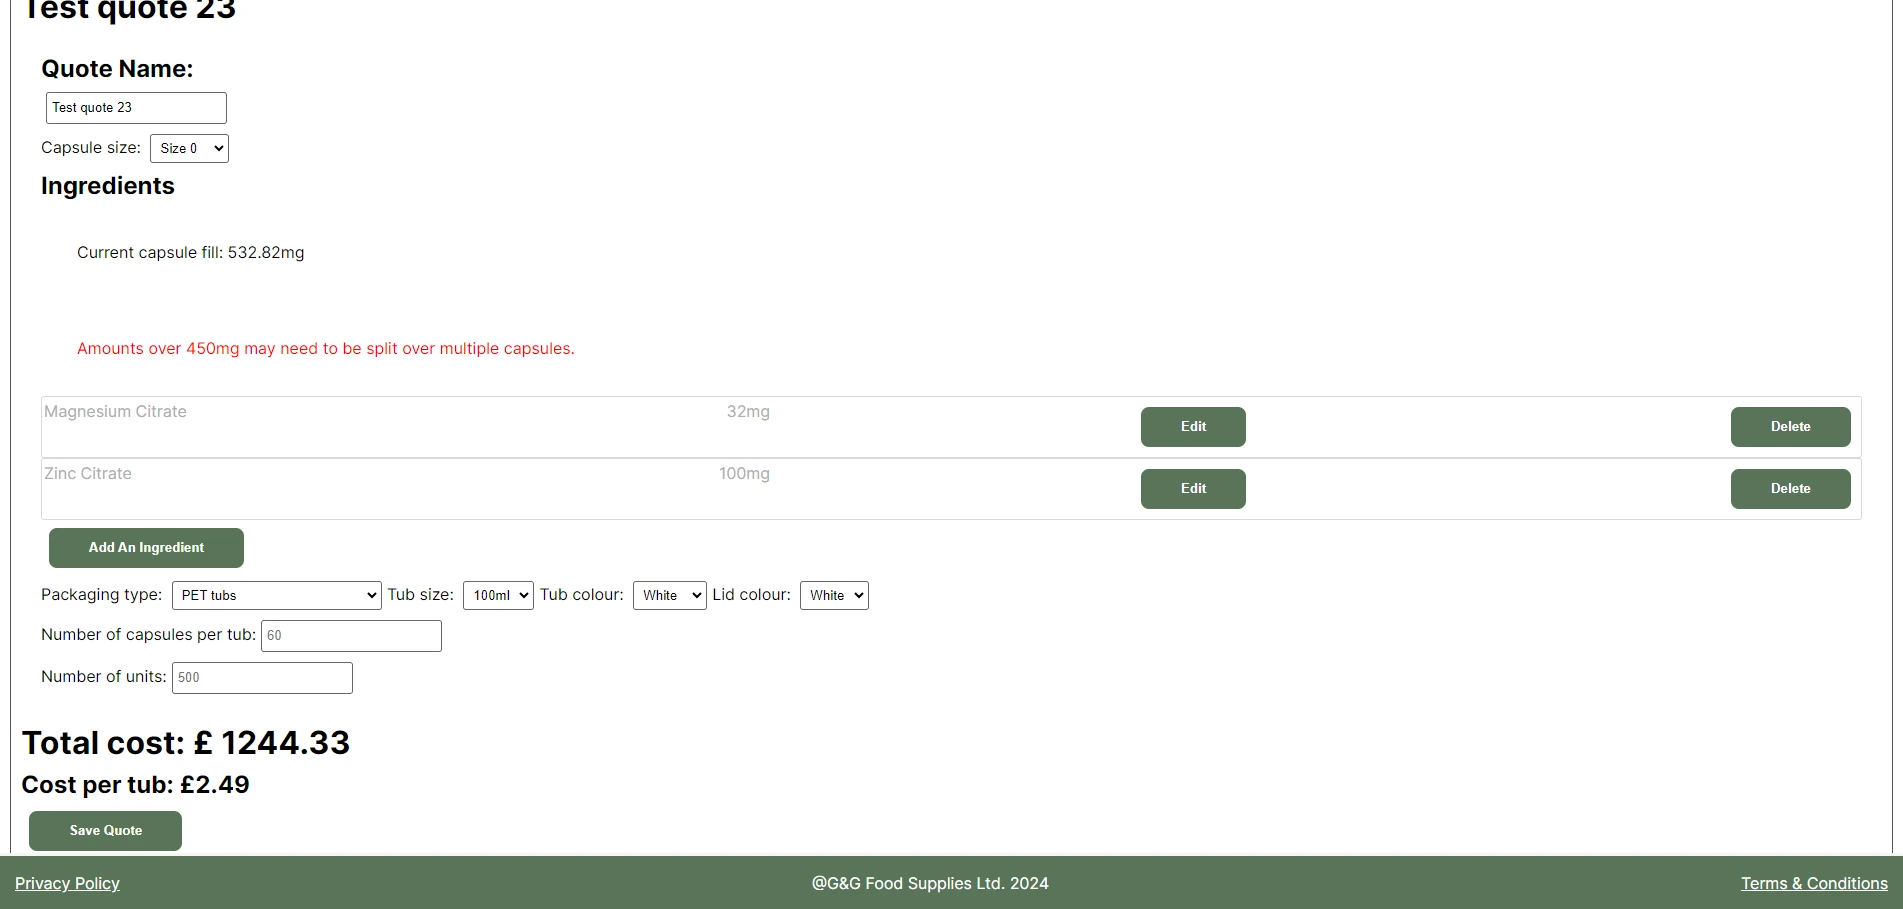 Test quote 23
Quote Name:
Test quote 23
Capsule size: Size 0
Ingredients
Current capsule fill: 532.82mg
Amounts over 450mg may need to be split over multiple capsules.
Magnesium Citrate 32mg Edit Delete
Zinc Citrate 100mg Edit Delete
Add An Ingredient
Packaging type: PET tubs Tub size: 100ml Tub colour: White Lid colour: White
Number of capsules per tub: 60
Number of units: 500
Total cost: £ 1244.33
Cost per tub: £2.49
Save Quote
Privacy Policy @G&G Food Supplies Ltd. 2024 Terms & Conditions